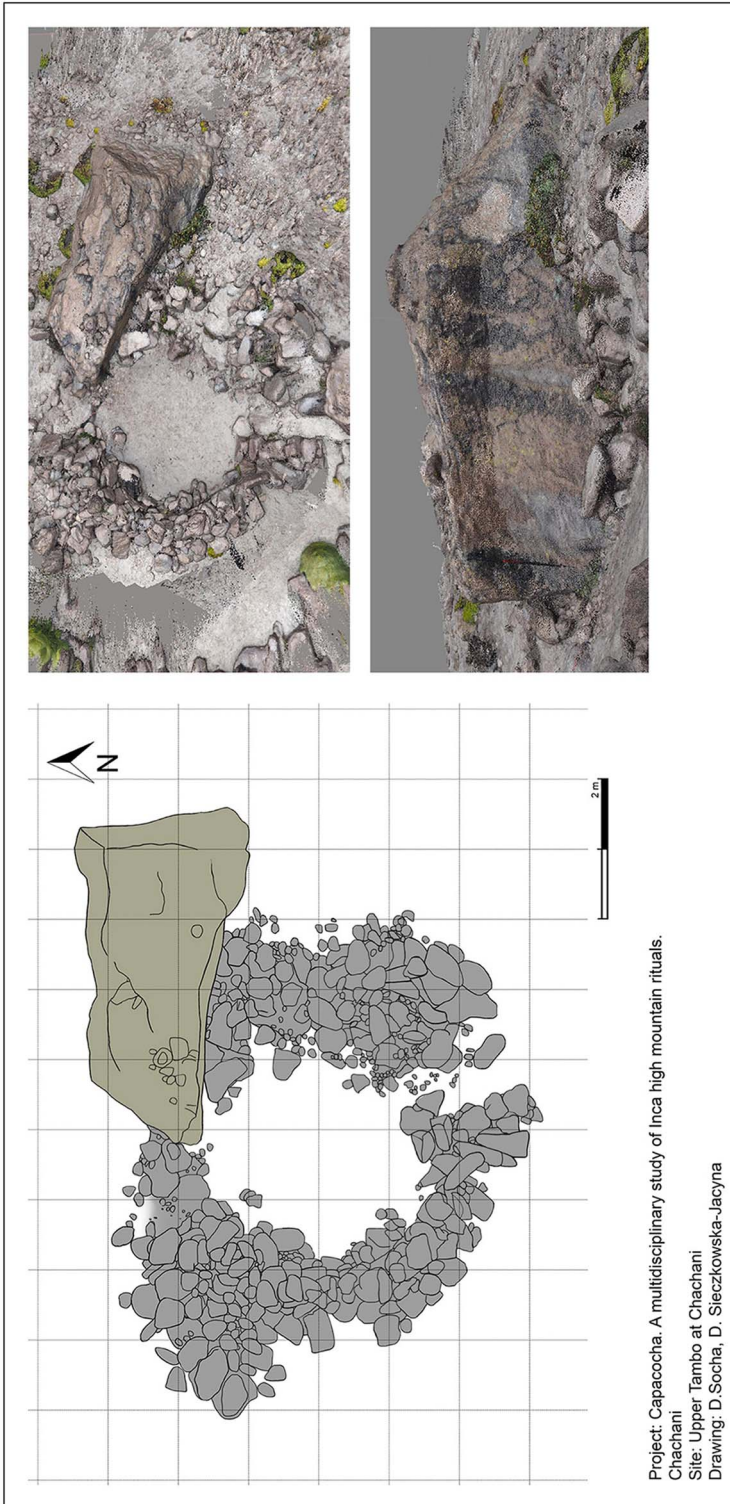 N
2 m
Project: Capacocha. A multidisciplinary study of Inca high mountain rituals.
Chachani
Site: Upper Tambo at Chachani
Drawing: D.Socha, D. Sieczkowska-Jacyna